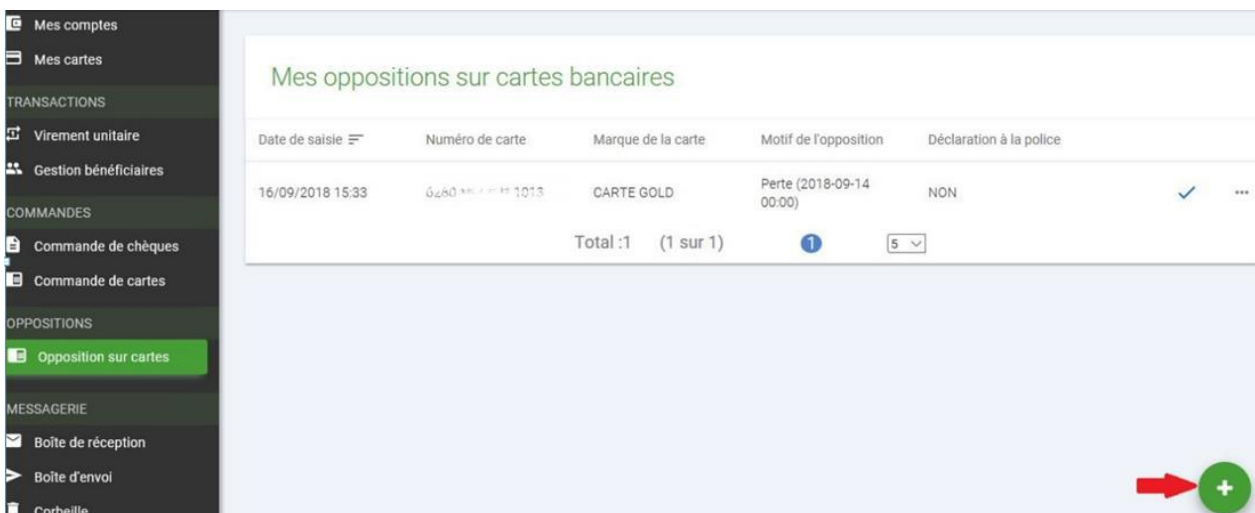 Mes comptes
Mes cartes
TRANSACTIONS
Virement unitaire
Gestion bénéficiaires
COMMANDES
Commande de chèques
Commande de cartes
OPPOSITIONS
Opposition sur cartes
MESSAGERIE
Boîte de réception
Boîte d'envoi
Corbeille
Mes oppositions sur cartes bancaires
Date de saisie Numéro de carte Marque de la carte Motif de l'opposition Déclaration à la police
16/09/2018 15:33 CARTE GOLD Perte (2018-09-14 NON
00:00)
Total :1 (1 sur 1) 1 5